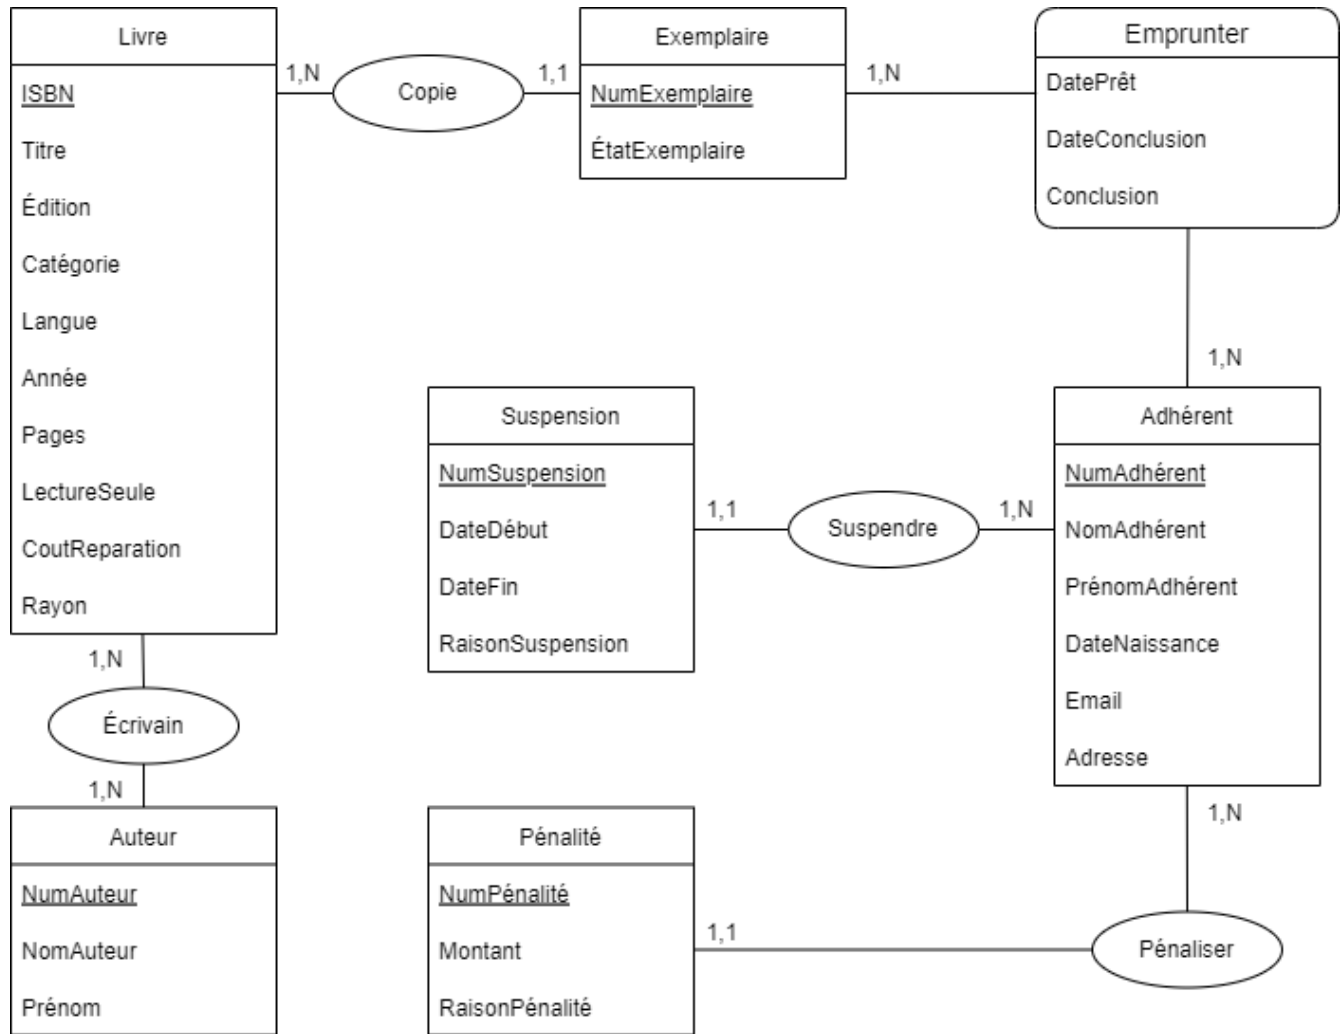 Livre
ISBN
Titre
Édition
Catégorie
Langue
Année
Pages
LectureSeule
CoutReparation
Rayon
1,N
Copie
1,1
Exemplaire
NumExemplaire
ÉtatExemplaire
1,N
Emprunter
DatePrêt
DateConclusion
Conclusion
1,N
Suspension
NumSuspension
DateDébut
DateFin
RaisonSuspension
1,1
Suspendre
1,N
Adhérent
NumAdhérent
NomAdhérent
PrénomAdhérent
DateNaissance
Email
Adresse
1,N
Écrivain
1,N
Auteur
NumAuteur
NomAuteur
Prénom
Pénalité
NumPénalité
Montant
RaisonPénalité
1,1
Pénaliser
1,N